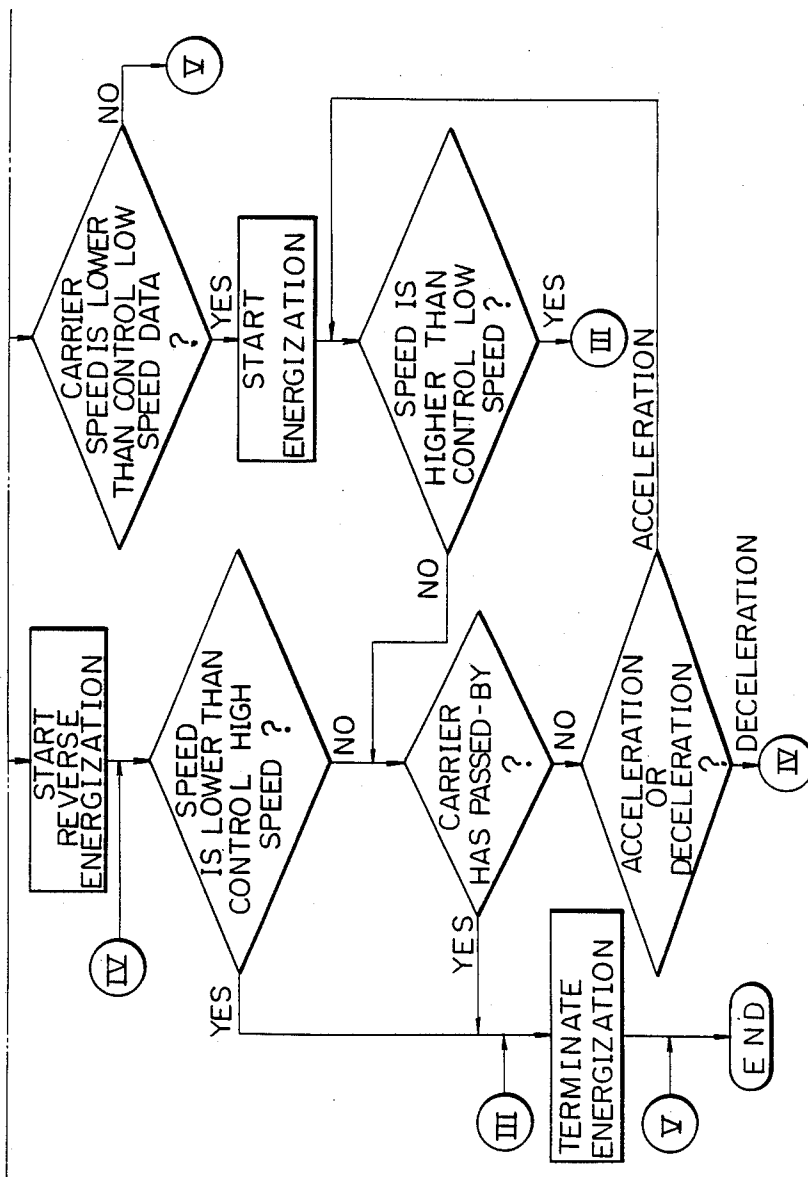 START
REVERSE
ENERGIZATION
IV
SPEED
IS LOWER THAN
CONTROL HIGH
SPEED ?
YES
NO
CARRIER
HAS PASSED-BY
?
YES
NO
III
TERMINATE
ENERGIZATION
V
END
ACCELERATION
OR
DECELERATION
?
ACCELERATION
DECELERATION
IV
CARRIER
SPEED IS LOWER
THAN CONTROL LOW
SPEED DATA
?
NO
V
YES
START
ENERGIZATION
SPEED IS
HIGHER THAN
CONTROL LOW
SPEED ?
NO
YES
III